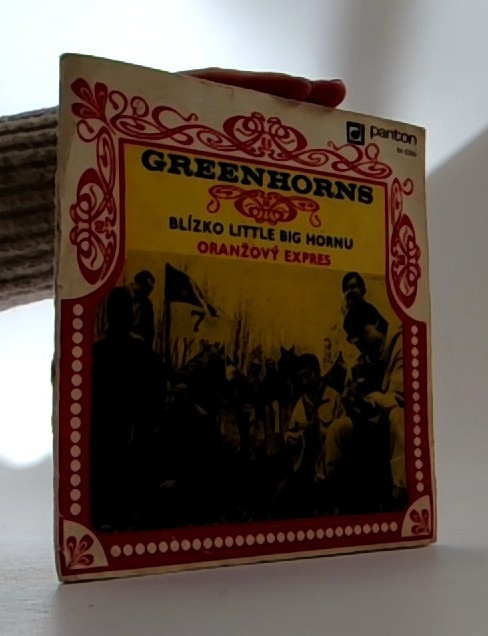 panton
GREENHORNS
BLÍZKO LITTLE BIG HORNU
ORANŽOVÝ EXPRES
7